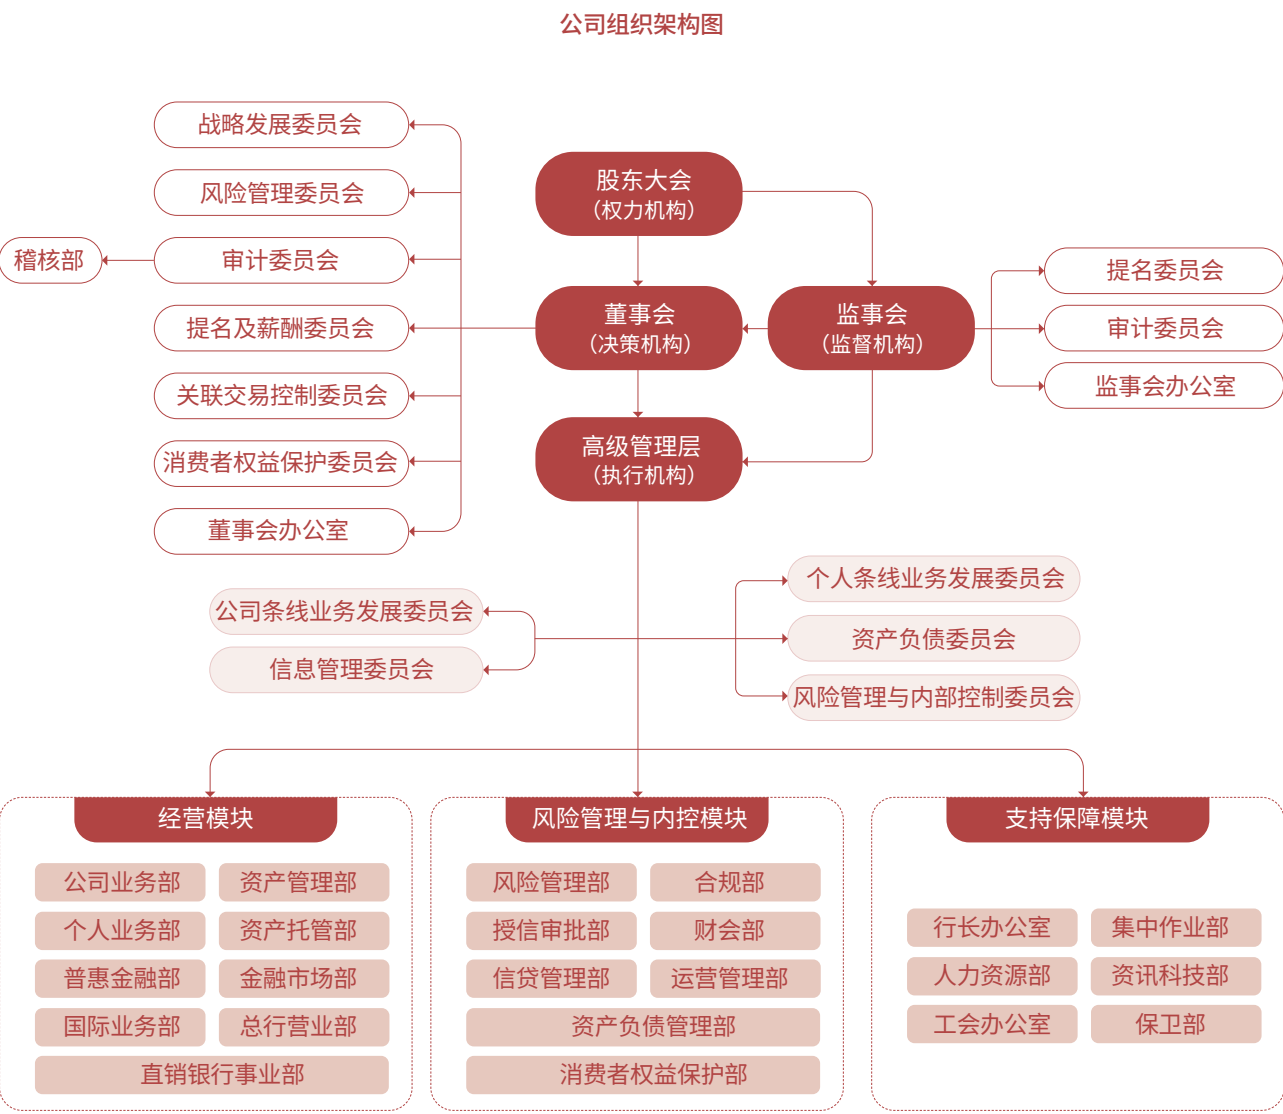 公司组织架构图
战略发展委员会
风险管理委员会
稽核部
审计委员会
提名及薪酬委员会
关联交易控制委员会
消费者权益保护委员会
董事会办公室
股东大会
（权力机构）
董事会
（决策机构）
监事会
（监督机构）
高级管理层
（执行机构）
提名委员会
审计委员会
监事会办公室
公司条线业务发展委员会
信息管理委员会
个人条线业务发展委员会
资产负债委员会
风险管理与内部控制委员会
经营模块
公司业务部
资产管理部
个人业务部
资产托管部
普惠金融部
金融市场部
国际业务部
总行营业部
直销银行事业部
风险管理与内控模块
风险管理部
合规部
授信审批部
财会部
信贷管理部
运营管理部
资产负债管理部
消费者权益保护部
支持保障模块
行长办公室
集中作业部
人力资源部
资讯科技部
工会办公室
保卫部